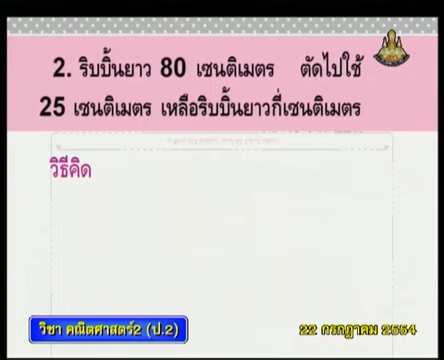 2. ริบบิ้นยาว 80 เซนติเมตร ตัดไปใช้
25 เซนติเมตร เหลือริบบิ้นยาวกี่เซนติเมตร
วิธีคิด
วิชา คณิตศาสตร์2 (ป.2)
22 กรกฎาคม 2554